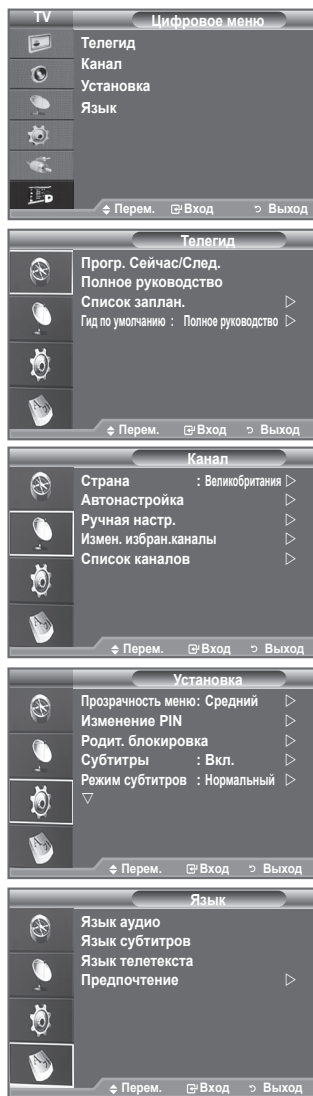 TV Цифровое меню
Телегид
Канал
Установка
Язык
Перем. Вход Выход
Телегид
Прогр. Сейчас/След.
Полное руководство
Список заплан.
Гид по умолчанию : Полное руководство
Перем. Вход Выход
Канал
Страна : Великобритания
Автонастройка
Ручная настр.
Измен. избран.каналы
Список каналов
Перем. Вход Выход
Установка
Прозрачность меню: Средний
Изменение PIN
Родит. блокировка
Субтитры : Вкл.
Режим субтитров : Нормальный
Перем. Вход Выход
Язык
Язык аудио
Язык субтитров
Язык телетекста
Предпочтение
Перем. Вход Выход